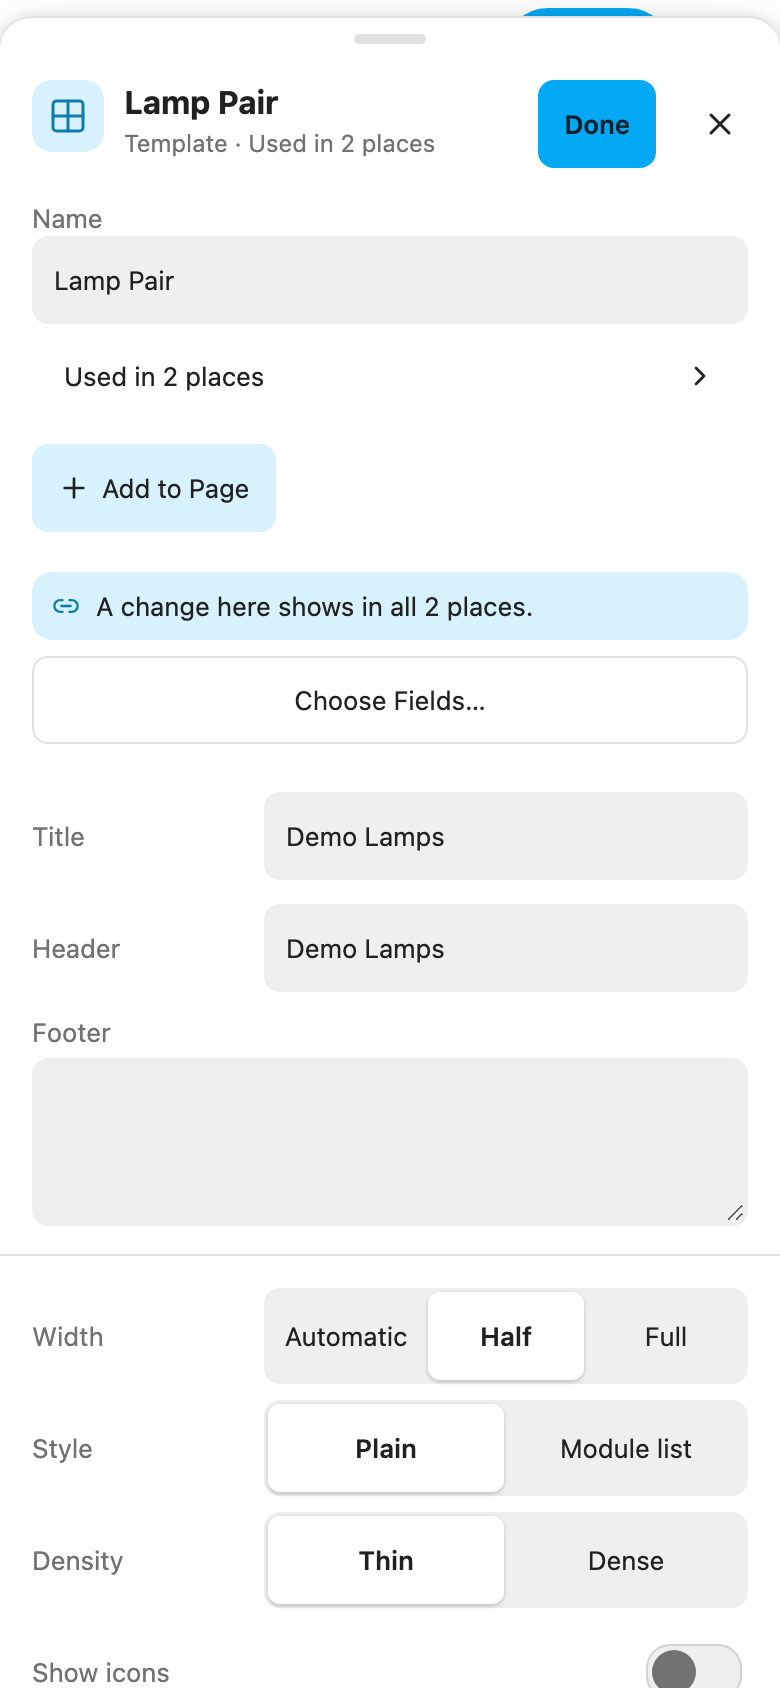 Lamp Pair
Done
Template · Used in 2 places
Name
Lamp Pair
Used in 2 places
Add to Page
A change here shows in all 2 places.
Choose Fields...
Title
Demo Lamps
Header
Demo Lamps
Footer
Width
Automatic
Half
Full
Style
Plain
Module list
Density
Thin
Dense
Show icons